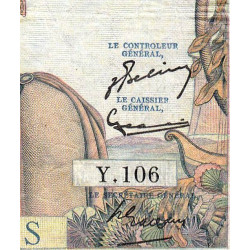 LE CONTROLEUR
GÉNÉRAL,
LE CAISSIER
GÉNÉRAL,
Y.106
LE SECRÉTAIRE GÉNÉRAL,
S